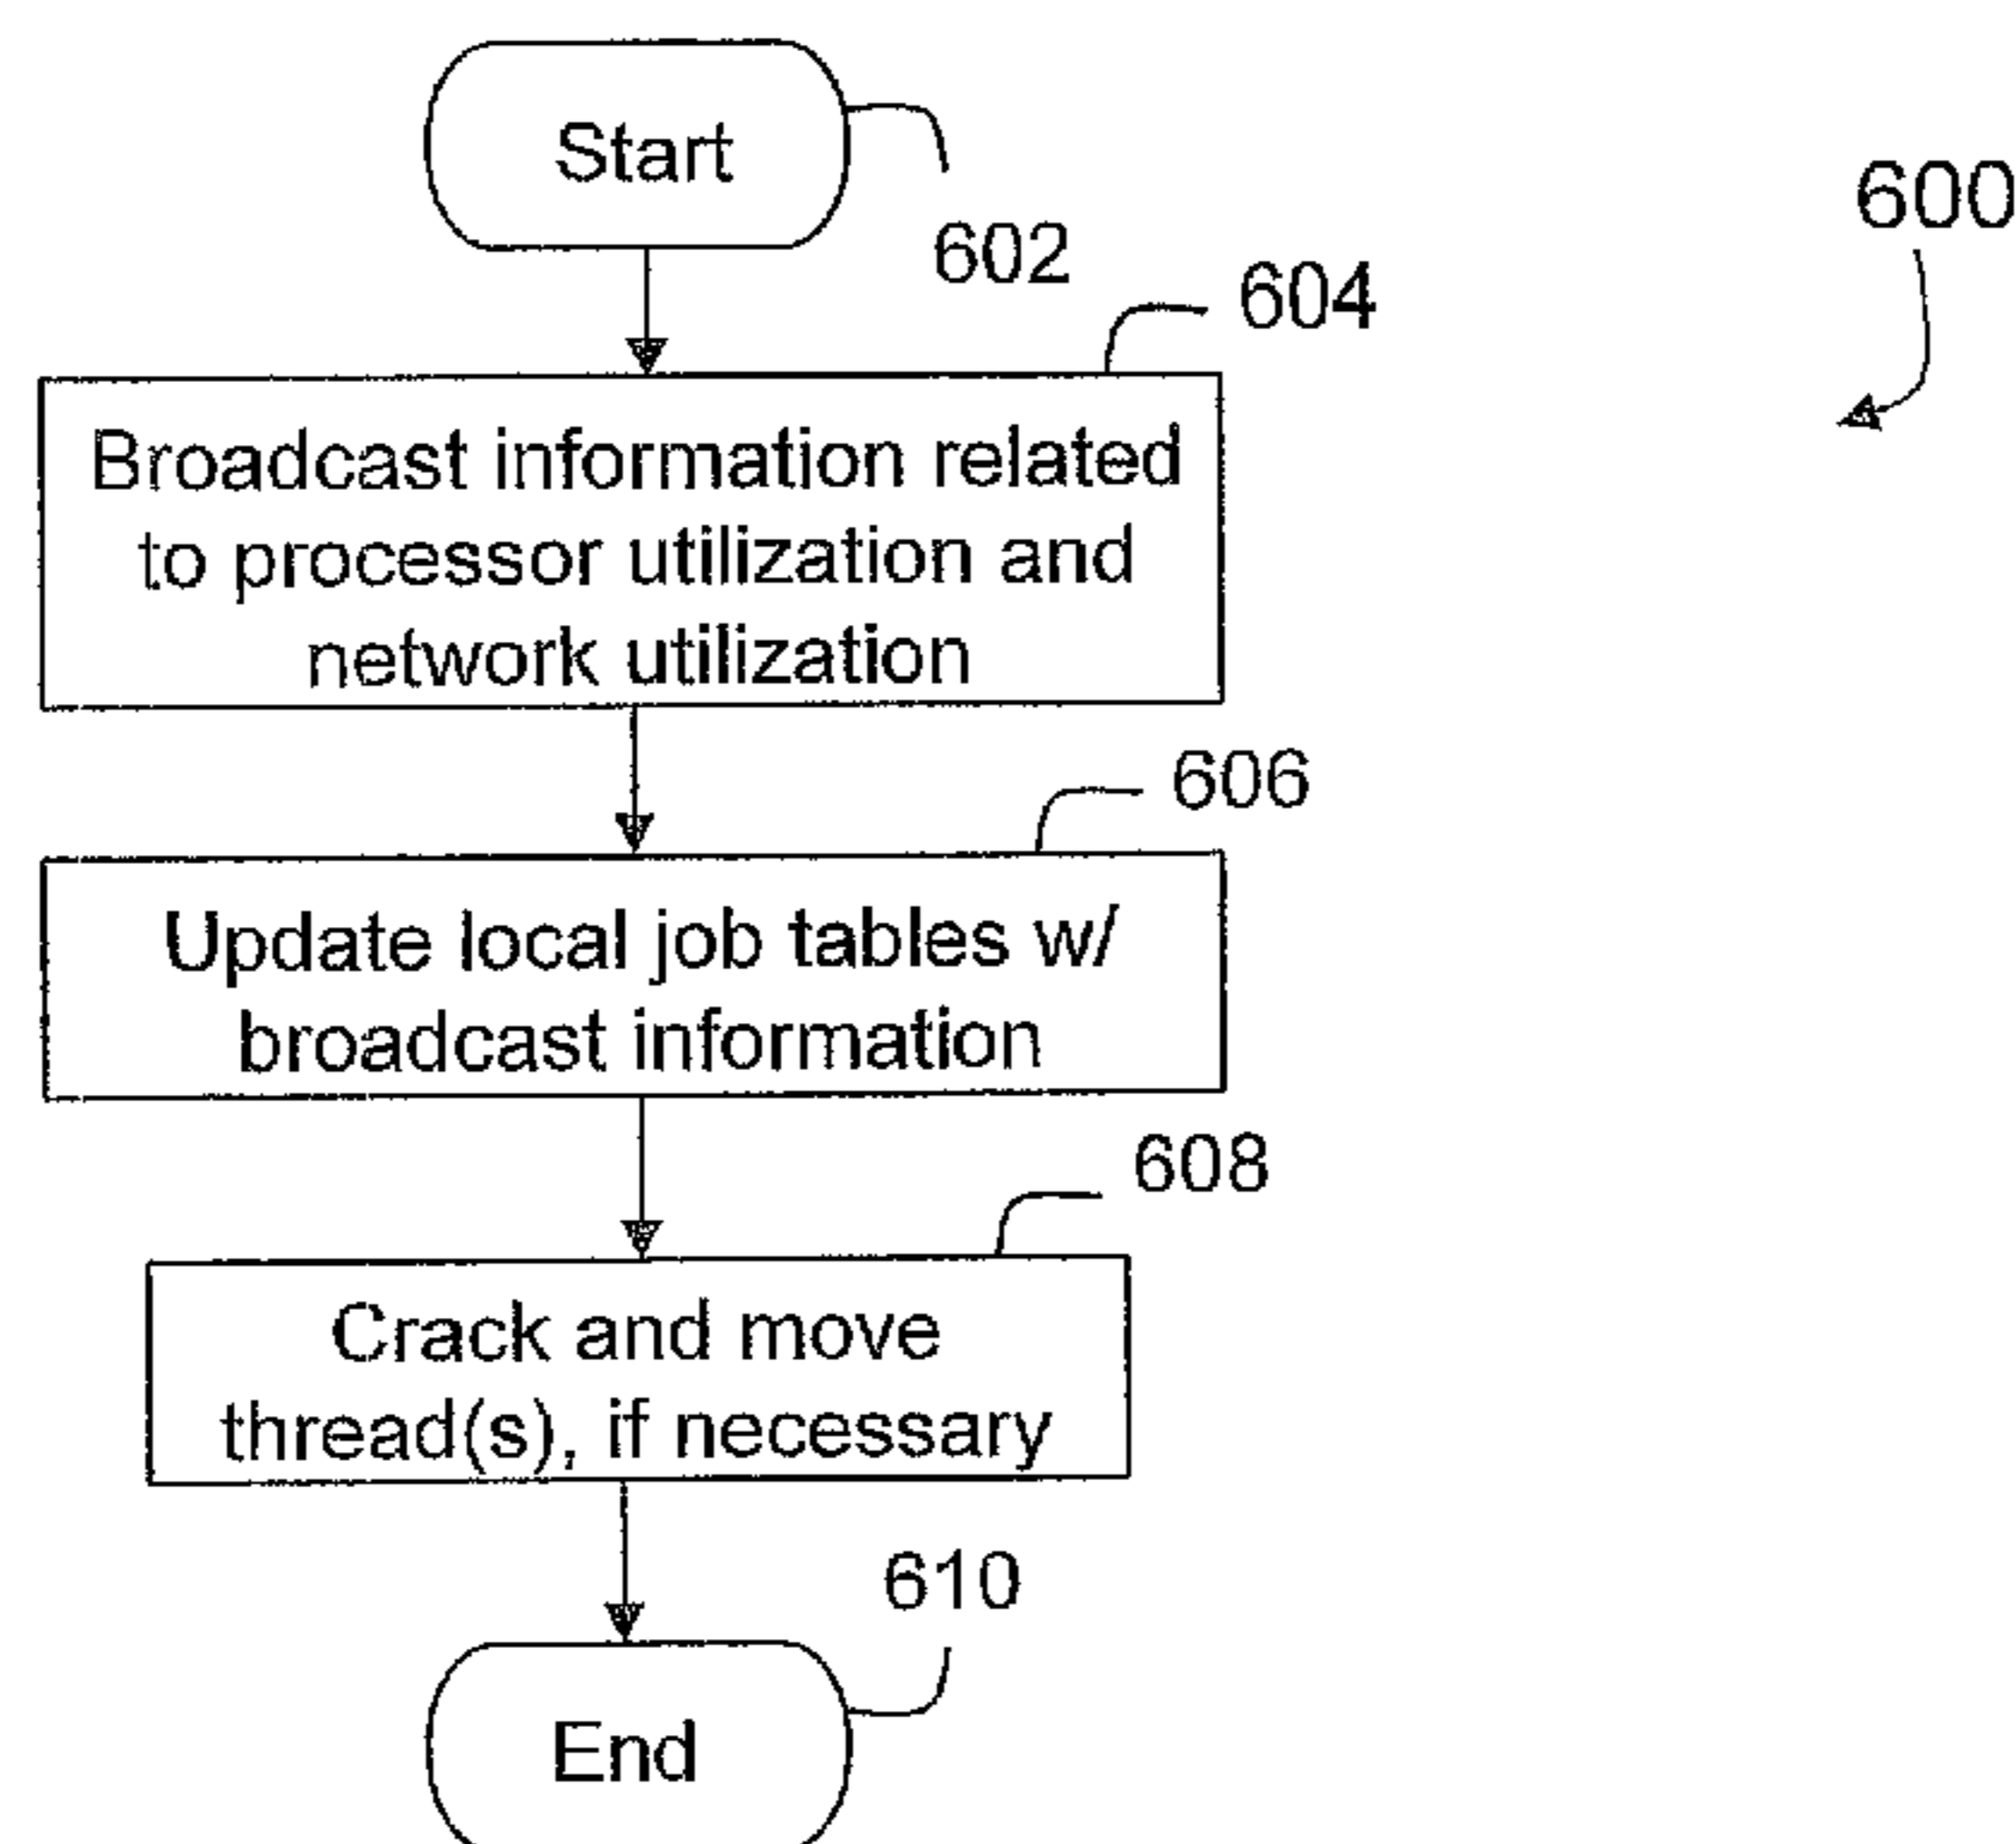 Start
602
600
604
Broadcast information related
to processor utilization and
network utilization
606
Update local job tables w/
broadcast information
608
Crack and move
thread(s), if necessary
610
End